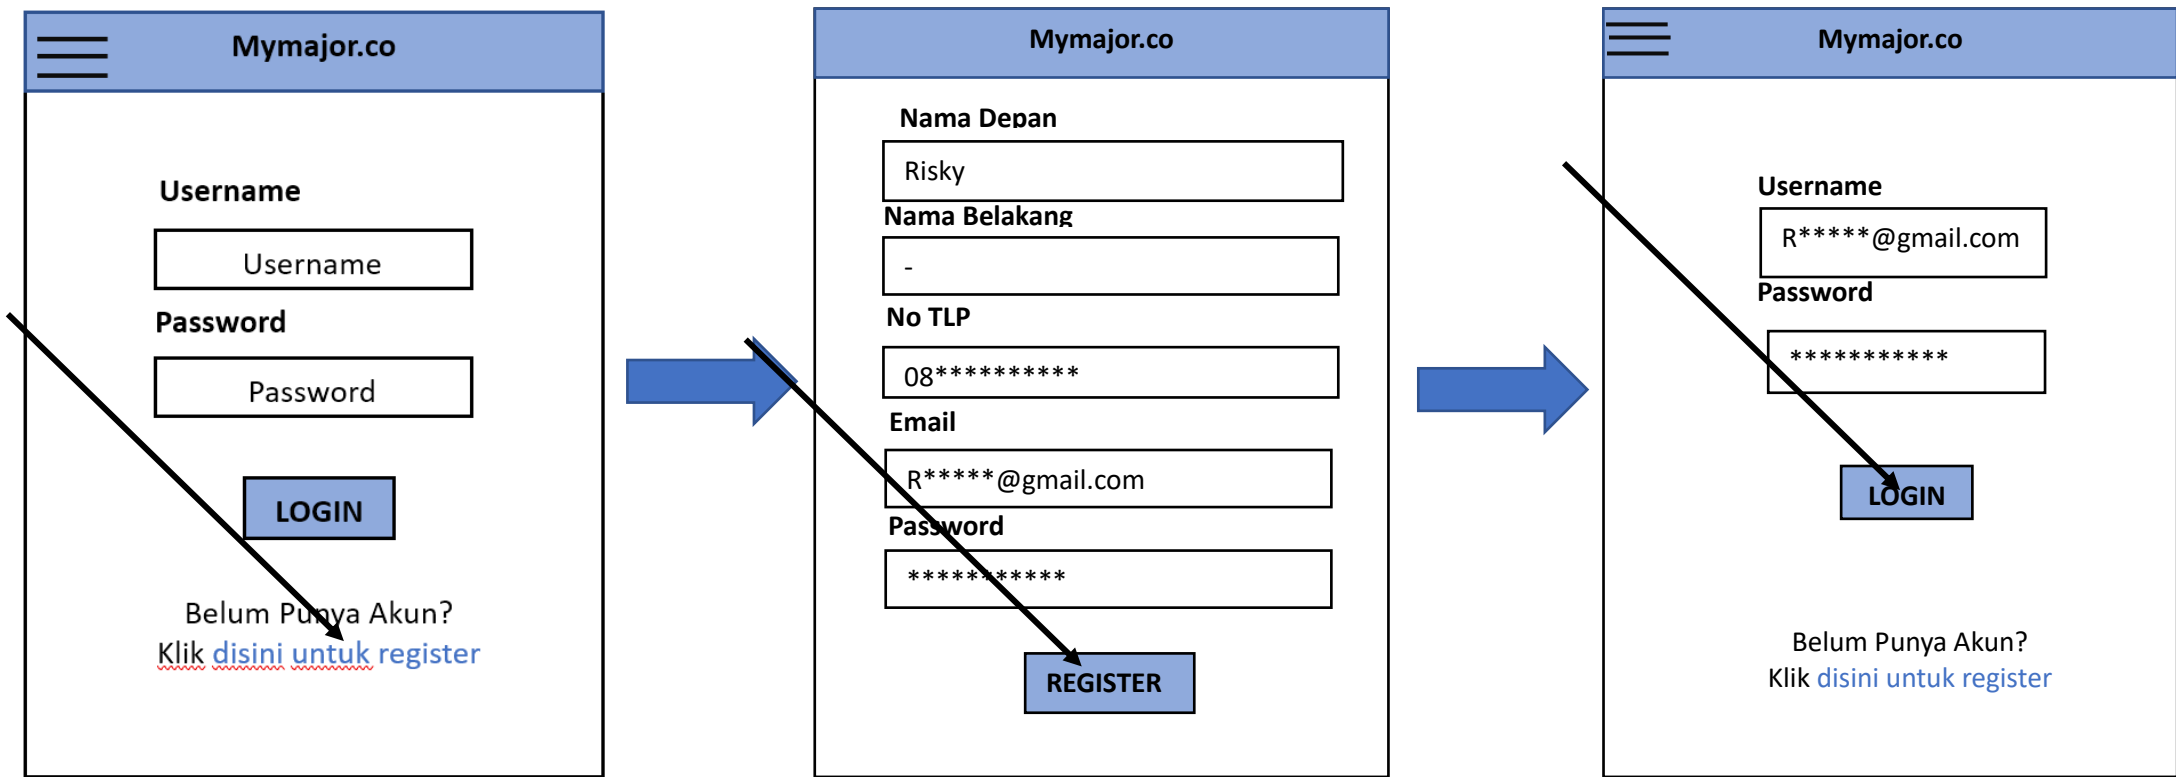 Mymajor.co
Username
Username
Password
Password
LOGIN
Belum Punya Akun?
Klik disini untuk register
Mymajor.co
Nama Depan
Risky
Nama Belakang
-
No TLP
08**********
Email
R*****@gmail.com
Password
***********
REGISTER
Mymajor.co
Username
R*****@gmail.com
Password
***********
LOGIN
Belum Punya Akun?
Klik disini untuk register